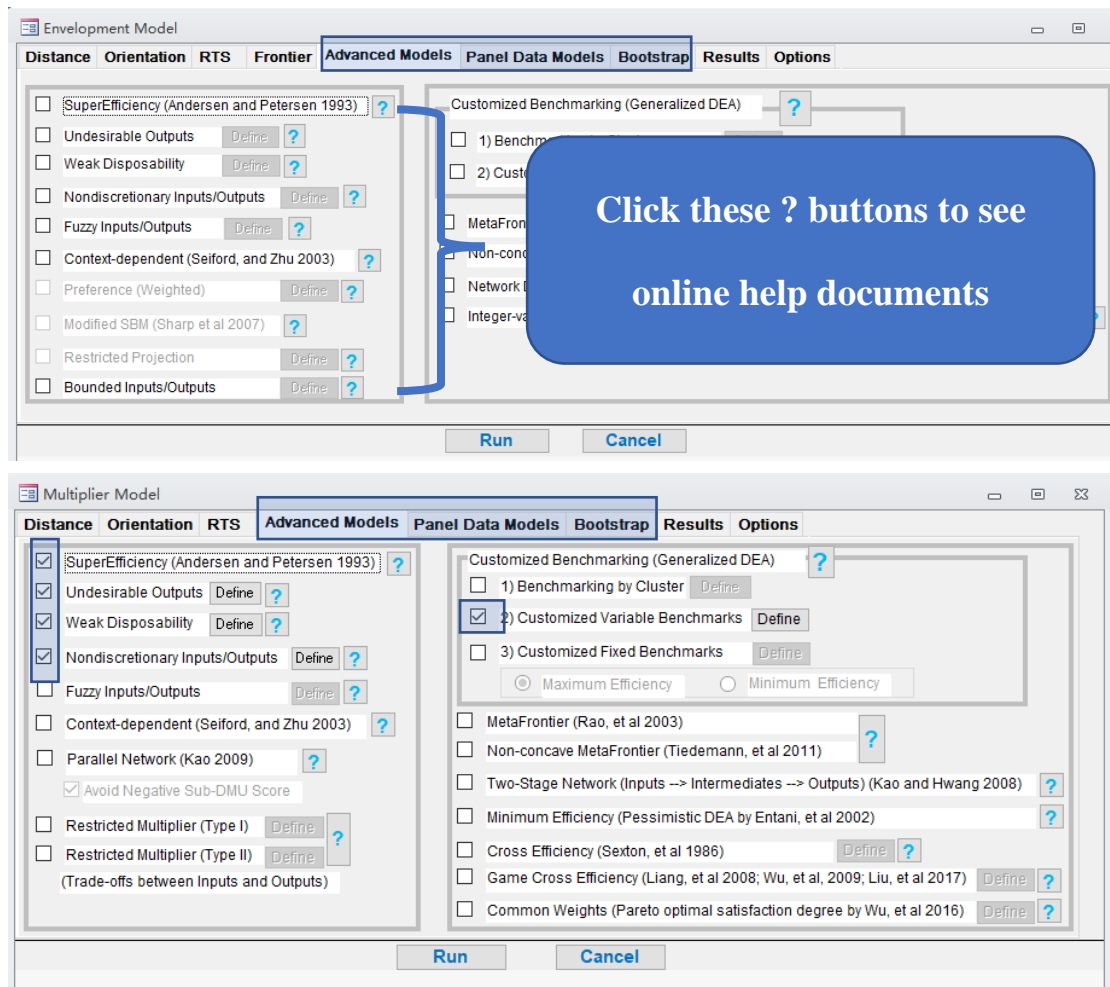 Envelopment Model
Distance Orientation RTS Frontier Advanced Models Panel Data Models Bootstrap Results Options
SuperEfficiency (Andersen and Petersen 1993) ?
Undesirable Outputs Define ?
Weak Disposability Define ?
Nondiscretionary Inputs/Outputs Define ?
Fuzzy Inputs/Outputs Define ?
Context-dependent (Seiford, and Zhu 2003) ?
Preference (Weighted) Define ?
Modified SBM (Sharp et al 2007) ?
Restricted Projection Define ?
Bounded Inputs/Outputs Define ?
Customized Benchmarking (Generalized DEA) ?
1)
2)
MetaFron
Non-conc
Network
Integer-va
?
Click these ? buttons to see
online help documents
Run Cancel
Multiplier Model
Distance Orientation RTS Advanced Models Panel Data Models Bootstrap Results Options
SuperEfficiency (Andersen and Petersen 1993) ?
Undesirable Outputs Define ?
Weak Disposability Define ?
Nondiscretionary Inputs/Outputs Define ?
Fuzzy Inputs/Outputs Define ?
Context-dependent (Seiford, and Zhu 2003) ?
Parallel Network (Kao 2009) ?
Avoid Negative Sub-DMU Score
Restricted Multiplier (Type I) Define ?
Restricted Multiplier (Type II) Define
(Trade-offs between Inputs and Outputs)
Customized Benchmarking (Generalized DEA) ?
1) Benchmarking by Cluster Define
2) Customized Variable Benchmarks Define
3) Customized Fixed Benchmarks Define
Maximum Efficiency Minimum Efficiency
MetaFrontier (Rao, et al 2003)
Non-concave MetaFrontier (Tiedemann, et al 2011) ?
Two-Stage Network (Inputs --> Intermediates --> Outputs) (Kao and Hwang 2008) ?
Minimum Efficiency (Pessimistic DEA by Entani, et al 2002) ?
Cross Efficiency (Sexton, et al 1986) Define ?
Game Cross Efficiency (Liang, et al 2008; Wu, et al, 2009; Liu, et al 2017) Define ?
Common Weights (Pareto optimal satisfaction degree by Wu, et al 2016) Define ?
Run Cancel